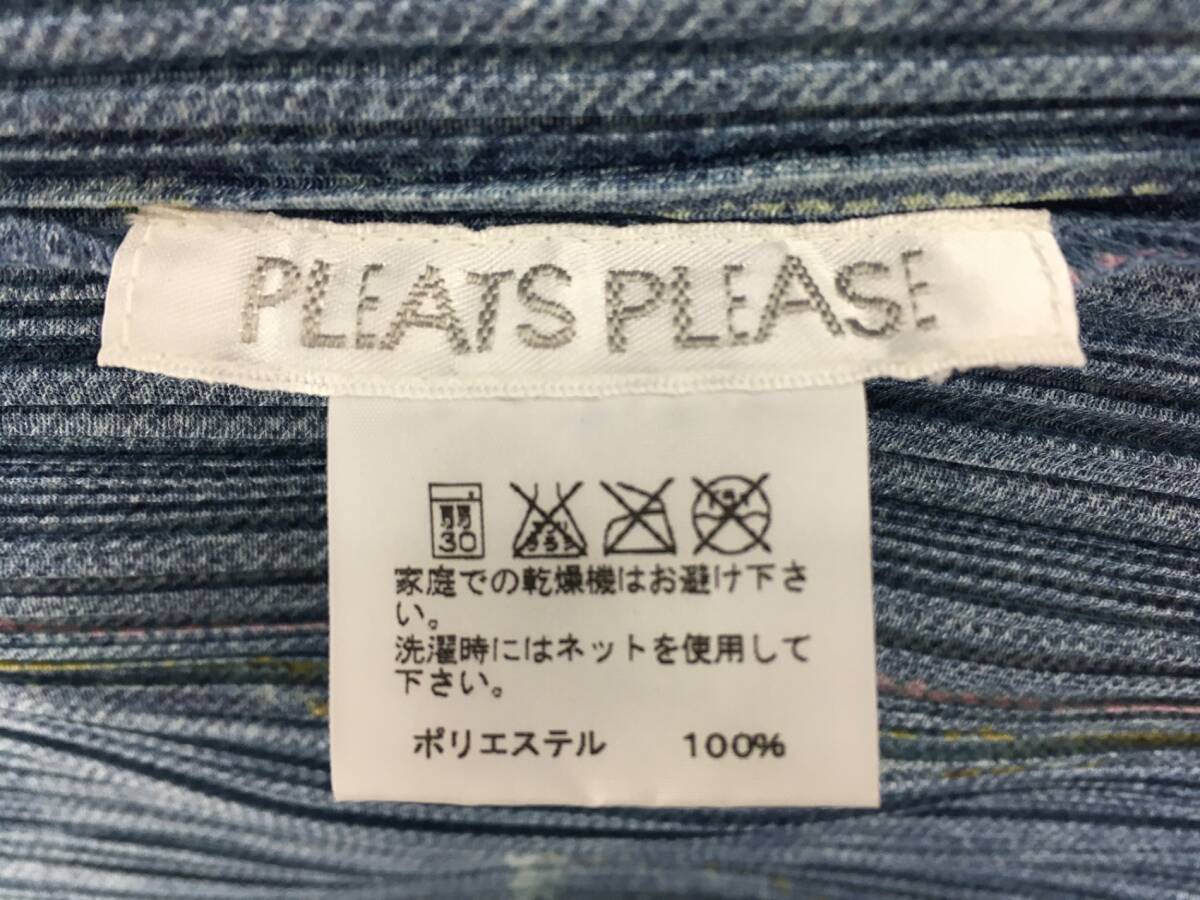 PLEATS PLEASE
弱
30
家庭での乾燥機はお避け下さ
い。
洗濯時にはネットを使用して
下さい。
ポリエステル 100%